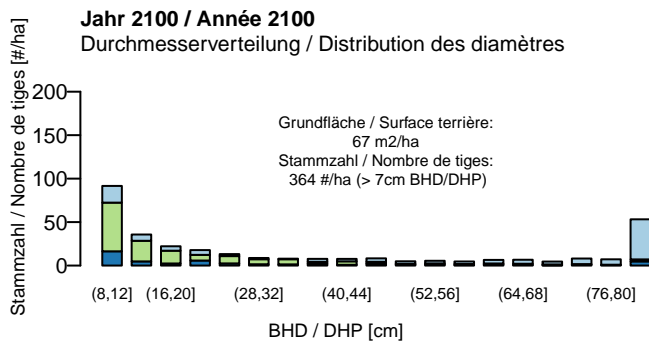 Jahr 2100 / Année 2100
Durchmesserverteilung / Distribution des diamètres
Stammzahl / Nombre de tiges [#/ha]
200
150
100
50
0
Grundfläche / Surface terrière:
67 m2/ha
Stammzahl / Nombre de tiges:
364 #/ha (> 7cm BHD/DHP)
(8,12] (16,20] (28,32] (40,44] (52,56] (64,68] (76,80]
BHD / DHP [cm]